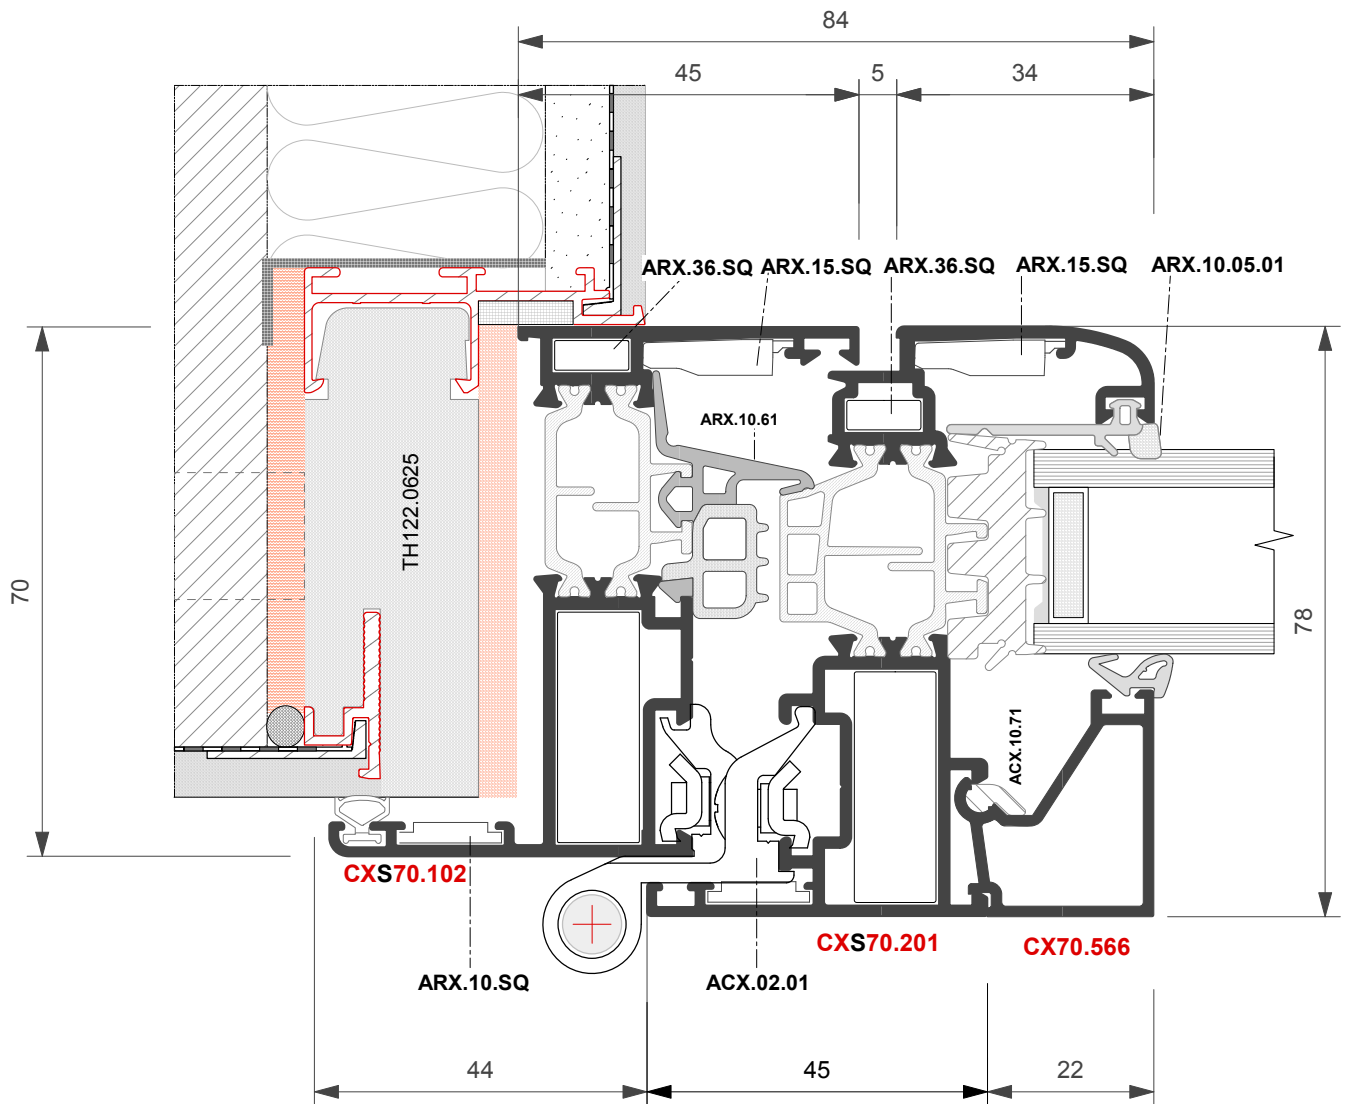 84
45 5 34
ARX.36.SQ ARX.15.SQ ARX.36.SQ ARX.15.SQ ARX.10.05.01
ARX.10.61
TH122.0625
70
78
ACX.10.71
CXS70.102
CXS70.201 CX70.566
ARX.10.SQ ACX.02.01
44 45 22